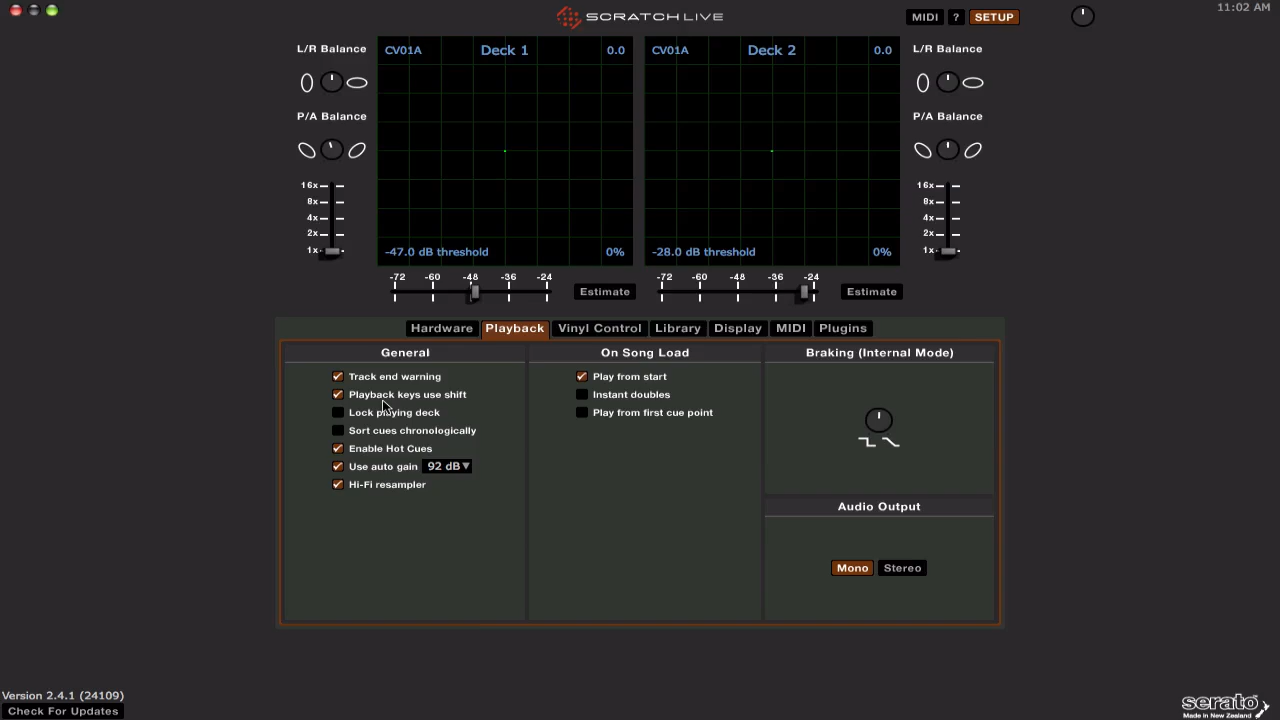 SCRATCH LIVE
MIDI ? SETUP
11:02 AM
L/R Balance
P/A Balance
16x
8x
4x
2x
1x
CV01A Deck 1 0.0
-47.0 dB threshold 0%
-72 -60 -48 -36 -24
Estimate
CV01A Deck 2 0.0
-28.0 dB threshold 0%
-72 -60 -48 -36 -24
Estimate
L/R Balance
P/A Balance
16x
8x
4x
2x
1x
Hardware Playback Vinyl Control Library Display MIDI Plugins
General
Track end warning
Playback keys use shift
Lock playing deck
Sort cues chronologically
Enable Hot Cues
Use auto gain 92 dB
Hi-Fi resampler
On Song Load
Play from start
Instant doubles
Play from first cue point
Braking (Internal Mode)
Audio Output
Mono Stereo
Version 2.4.1 (24109)
Check For Updates
serato
Made in New Zealand